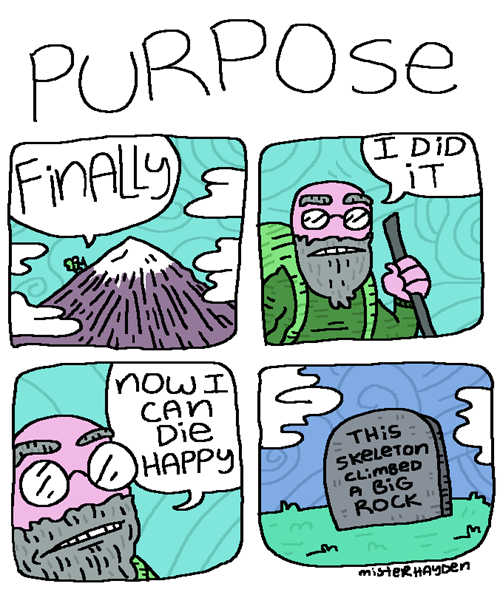 PURPOSE
FinALLy
I DiD
iT
nOW I
CAn
Die
HAPPy
THiS
SKELETOn
CLiMBED
A BiG
ROCK
misteRHAyDen